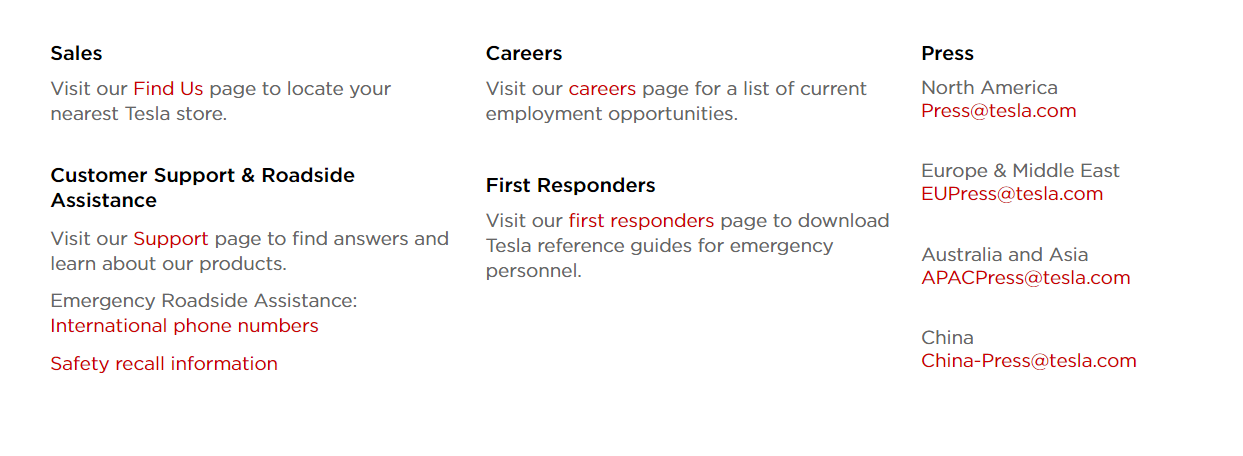 Sales
Visit our Find Us page to locate your
nearest Tesla store.
Customer Support & Roadside
Assistance
Visit our Support page to find answers and
learn about our products.
Emergency Roadside Assistance:
International phone numbers
Safety recall information
Careers
Visit our careers page for a list of current
employment opportunities.
First Responders
Visit our first responders page to download
Tesla reference guides for emergency
personnel.
Press
North America
Press@tesla.com
Europe & Middle East
EUPress@tesla.com
Australia and Asia
APACPress@tesla.com
China
China-Press@tesla.com